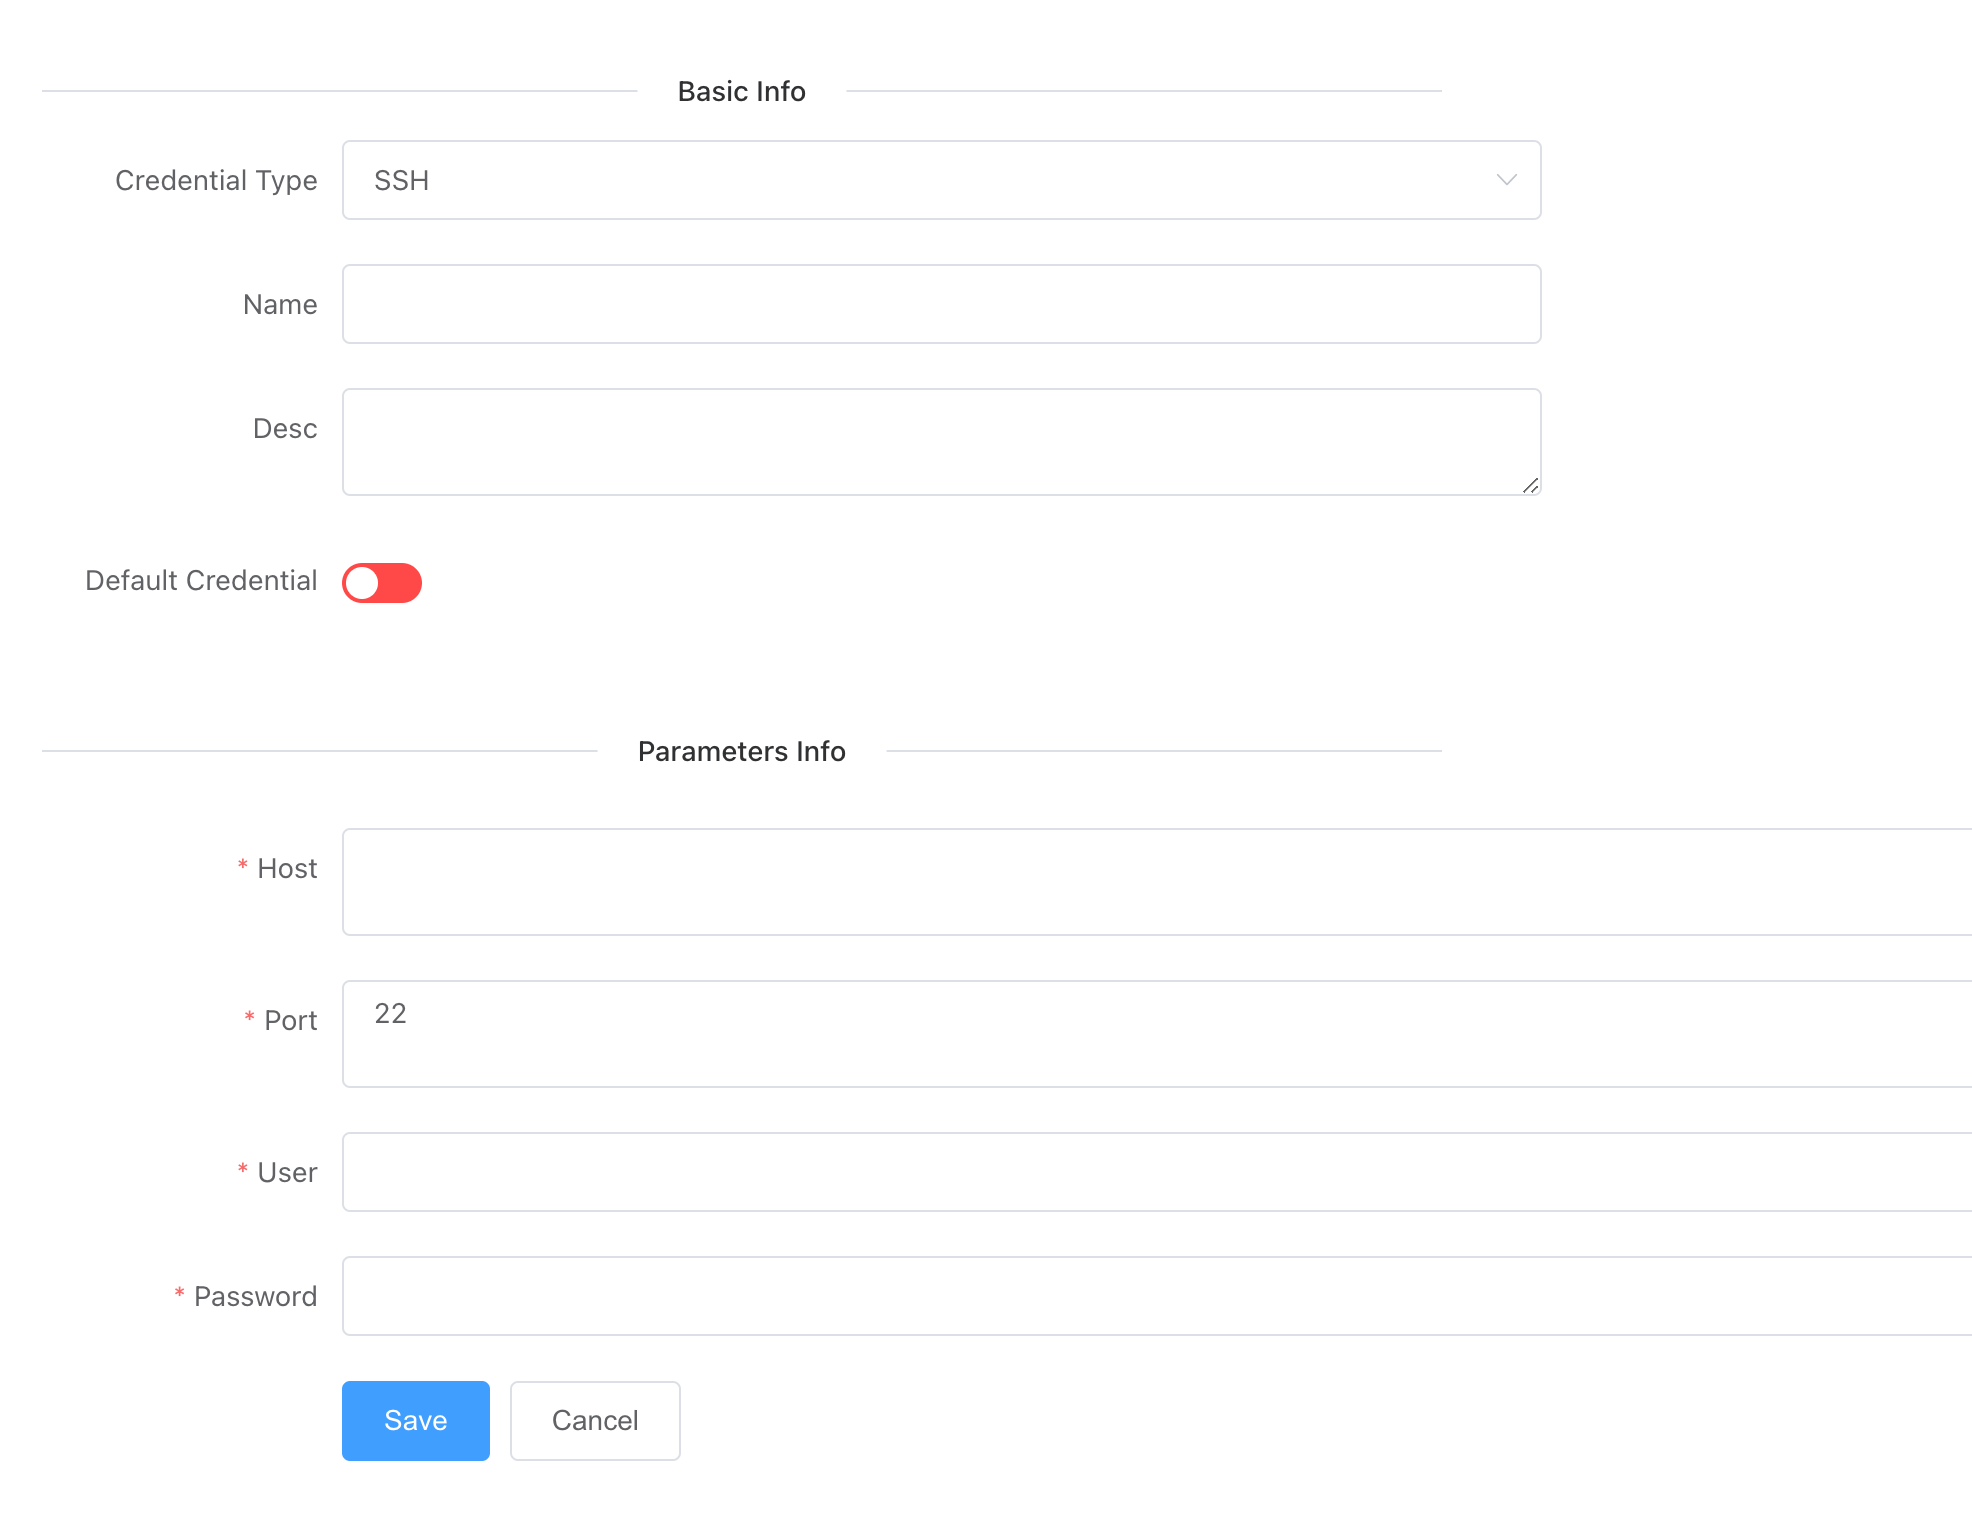 Basic Info
Credential Type SSH
Name
Desc
Default Credential
Parameters Info
* Host
* Port 22
* User
* Password
Save Cancel